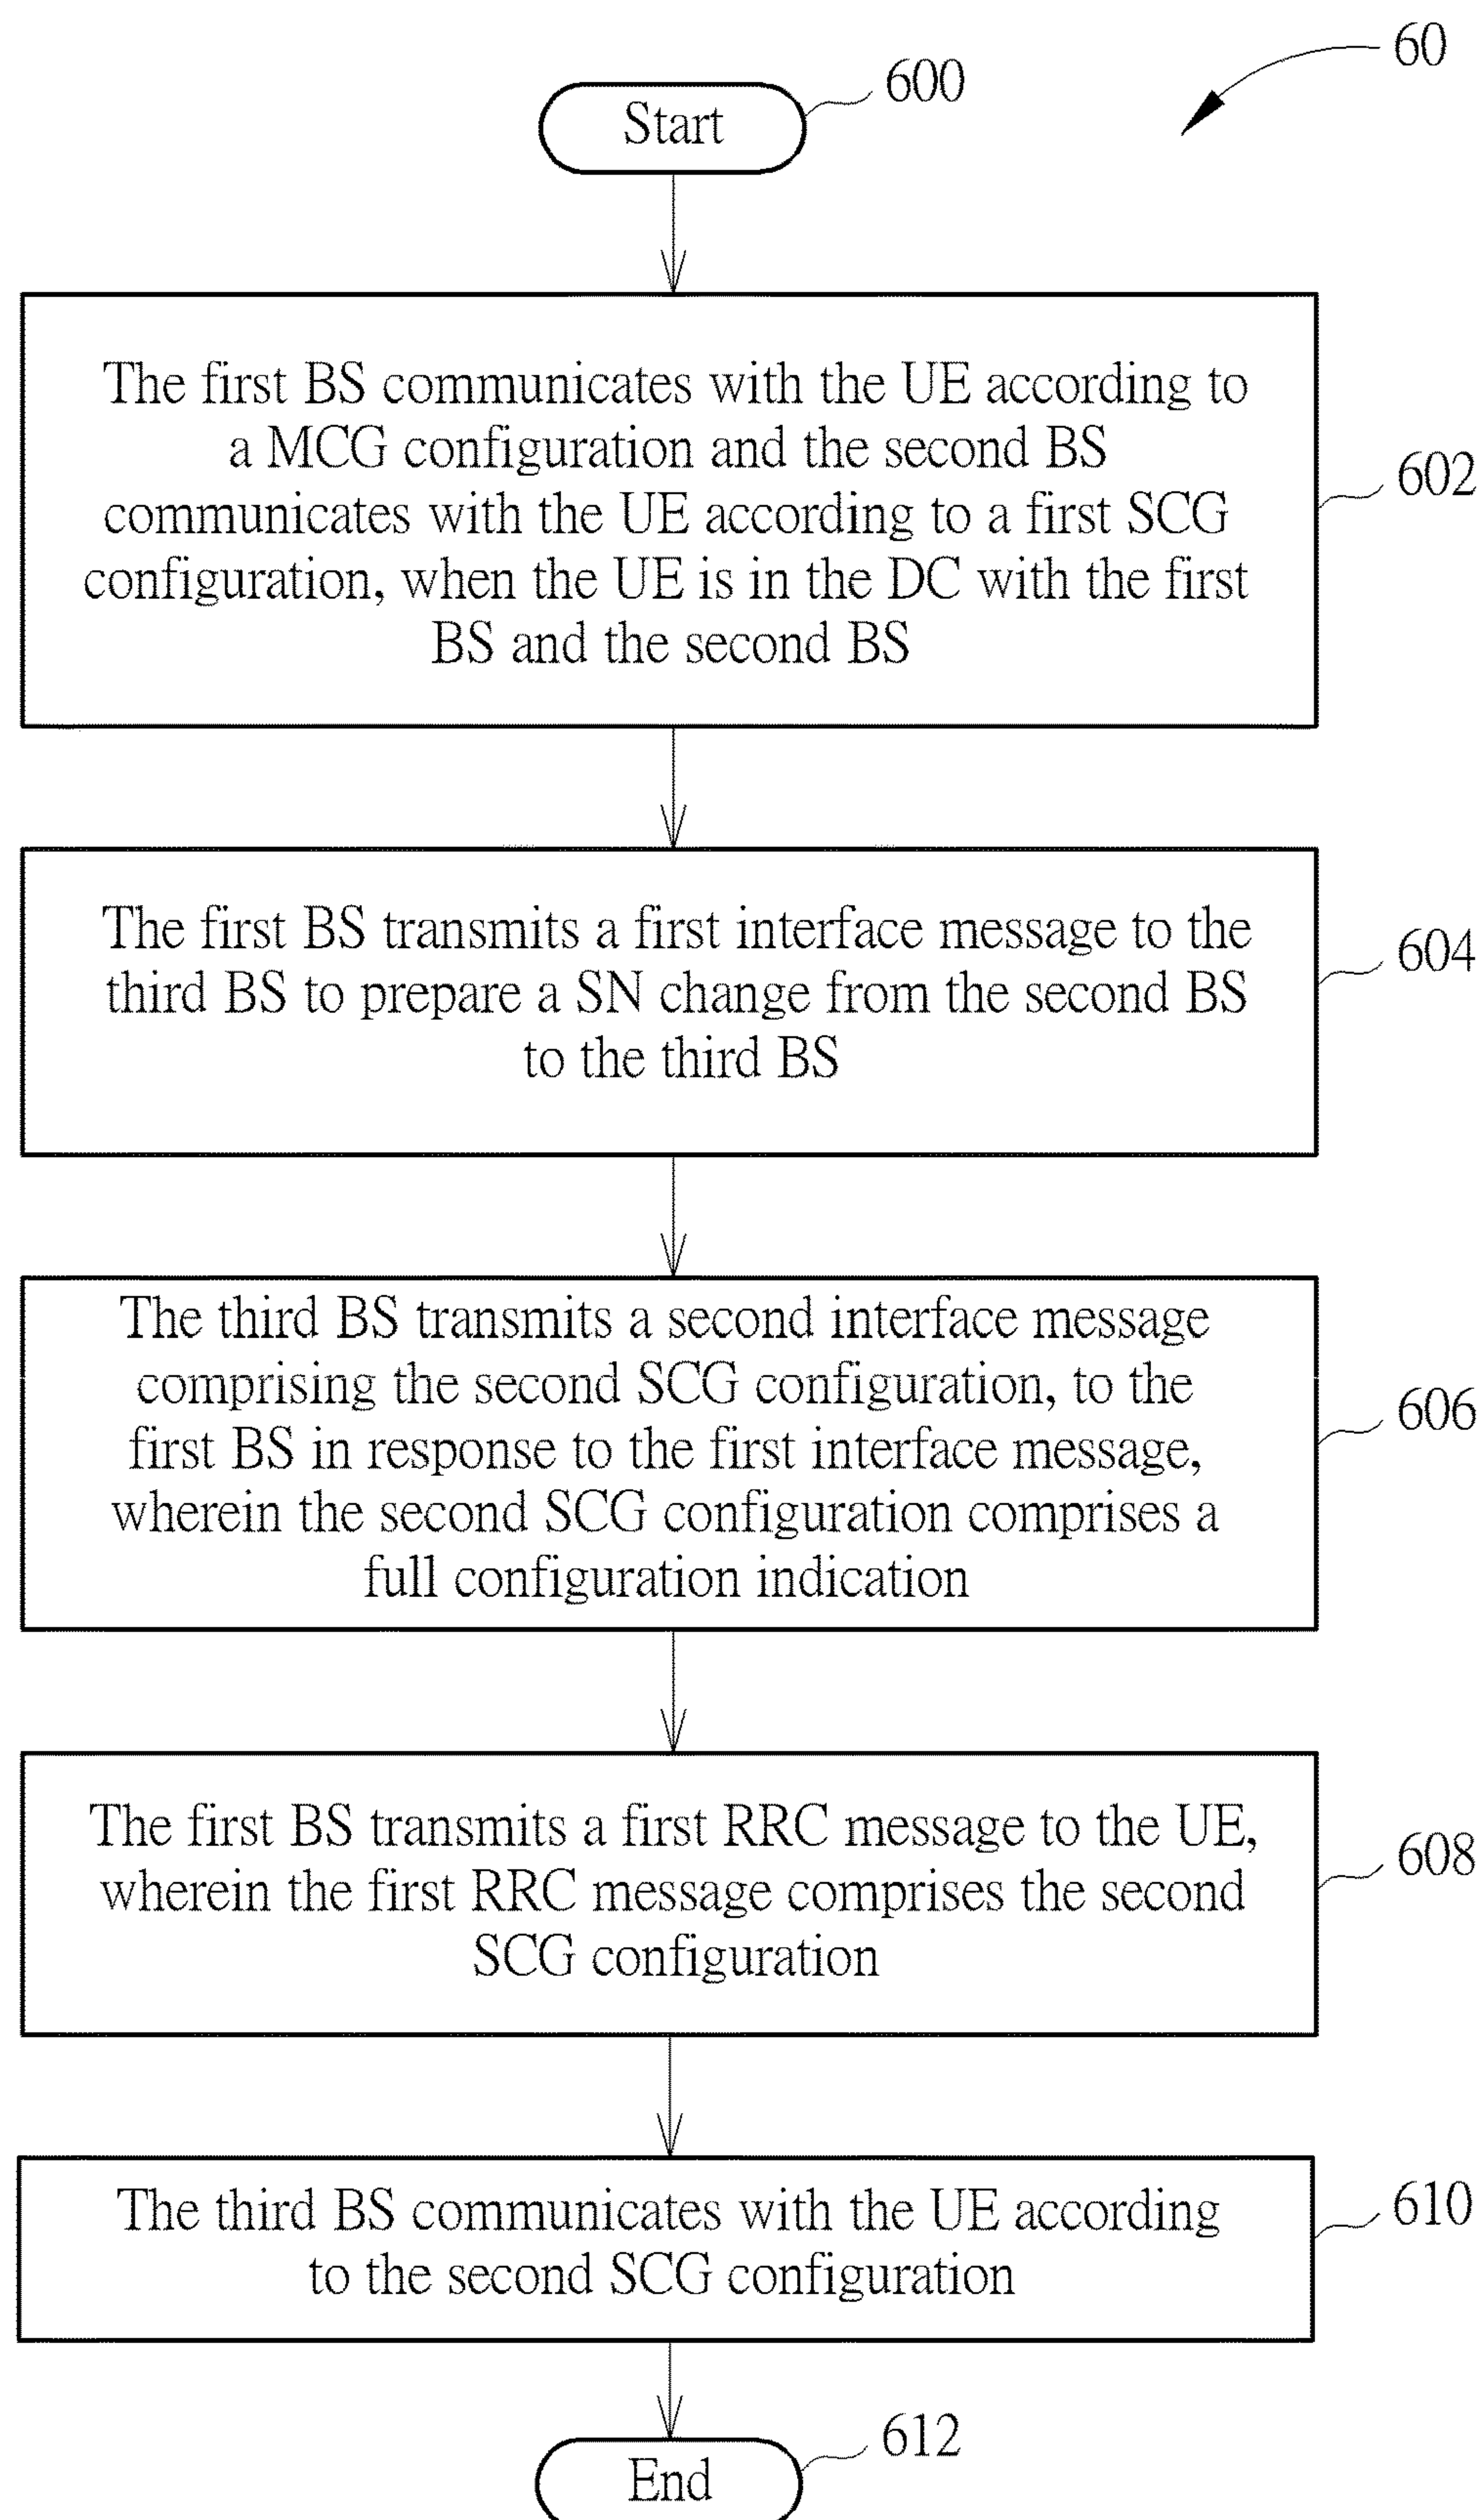 60
600
Start
The first BS communicates with the UE according to
a MCG configuration and the second BS
communicates with the UE according to a first SCG
configuration, when the UE is in the DC with the first
BS and the second BS
602
The first BS transmits a first interface message to the
third BS to prepare a SN change from the second BS
to the third BS
604
The third BS transmits a second interface message
comprising the second SCG configuration, to the
first BS in response to the first interface message,
wherein the second SCG configuration comprises a
full configuration indication
606
The first BS transmits a first RRC message to the UE,
wherein the first RRC message comprises the second
SCG configuration
608
The third BS communicates with the UE according
to the second SCG configuration
610
612
End